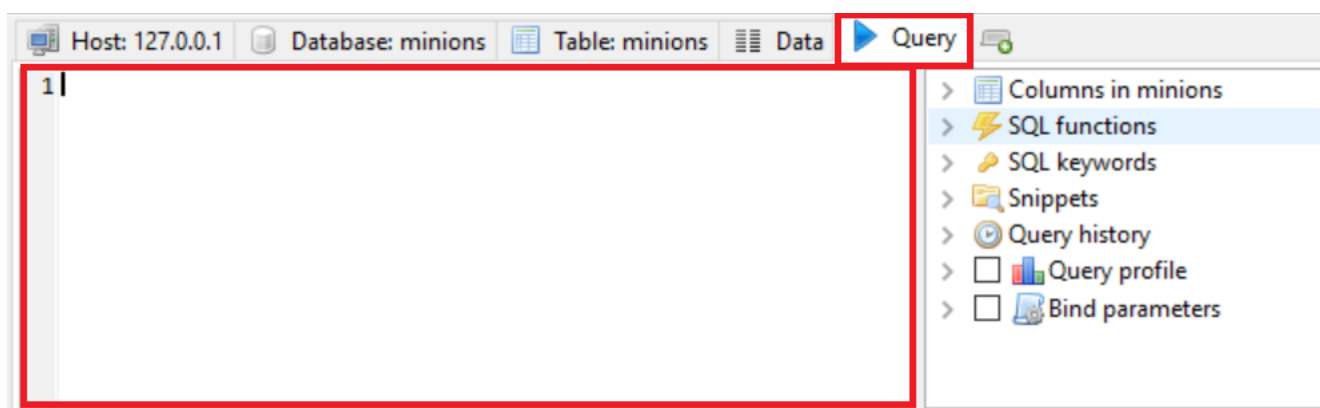 Host: 127.0.0.1 Database: minions Table: minions Data Query
1
Columns in minions
SQL functions
SQL keywords
Snippets
Query history
Query profile
Bind parameters